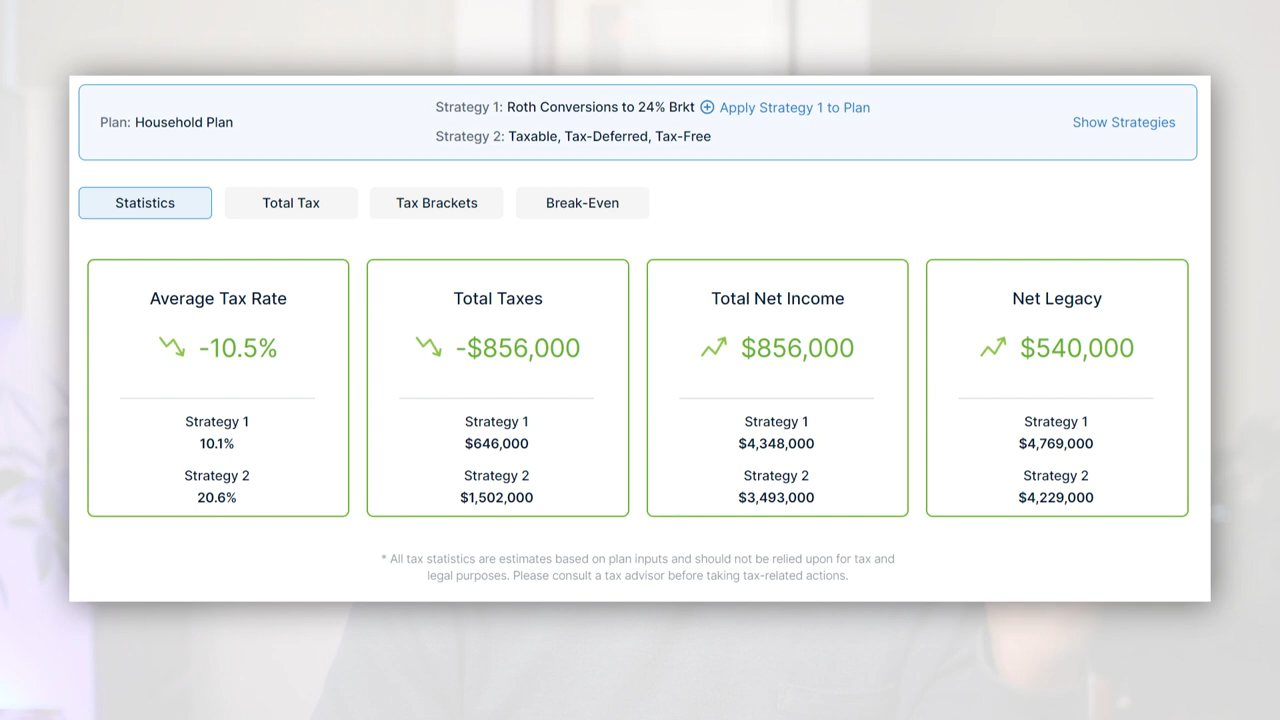 Plan: Household Plan
Strategy 1: Roth Conversions to 24% Brkt Apply Strategy 1 to Plan
Strategy 2: Taxable, Tax-Deferred, Tax-Free
Show Strategies
Statistics
Total Tax
Tax Brackets
Break-Even
Average Tax Rate
-10.5%
Strategy 1
10.1%
Strategy 2
20.6%
Total Taxes
-$856,000
Strategy 1
$646,000
Strategy 2
$1,502,000
Total Net Income
$856,000
Strategy 1
$4,348,000
Strategy 2
$3,493,000
Net Legacy
$540,000
Strategy 1
$4,769,000
Strategy 2
$4,229,000
* All tax statistics are estimates based on plan inputs and should not be relied upon for tax and
legal purposes. Please consult a tax advisor before taking tax-related actions.